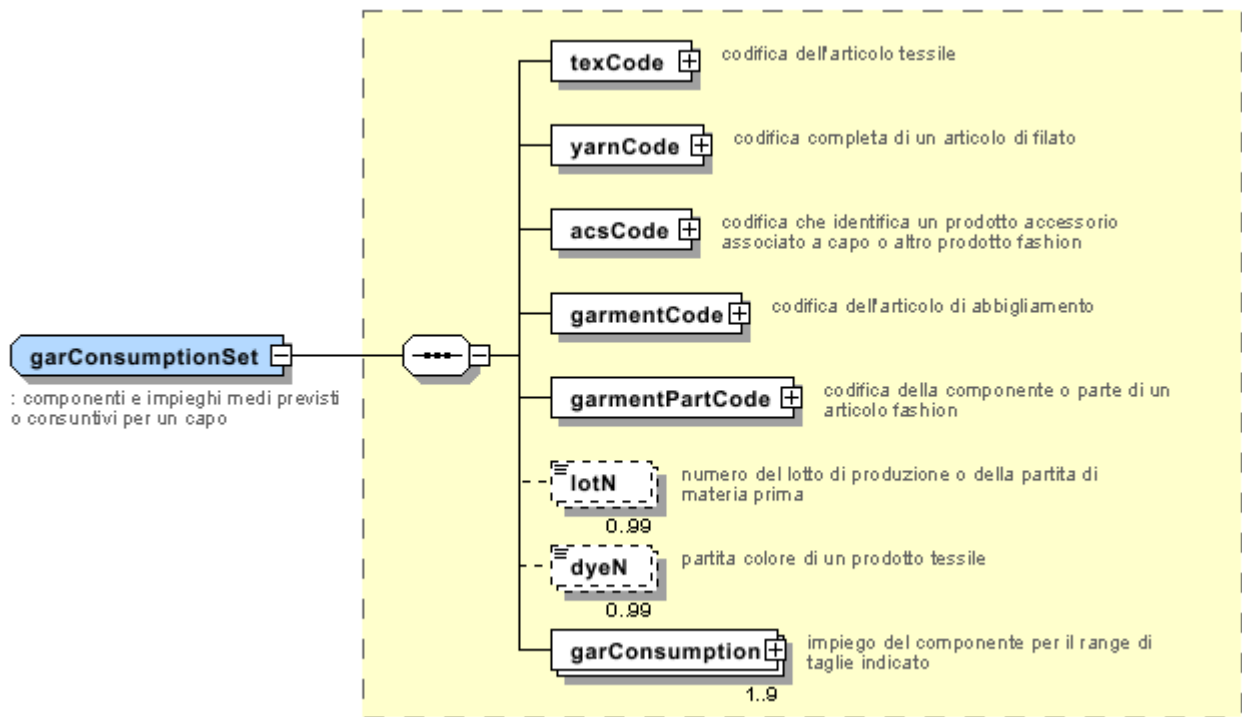 texCode
codifica dell'articolo tessile
yarnCode
codifica completa di un articolo di filato
acsCode
codifica che identifica un prodotto accessorio
associato a capo o altro prodotto fashion
garmentCode
codifica dell'articolo di abbigliamento
garConsumptionSet
: componenti e impieghi medi previsti
o consuntivi per un capo
garmentPartCode
codifica della componente o parte di un
articolo fashion
lotN
numero del lotto di produzione o della partita di
materia prima
0..99
dyeN
partita colore di un prodotto tessile
0..99
garConsumption
impiego del componente per il range di
taglie indicato
1..9